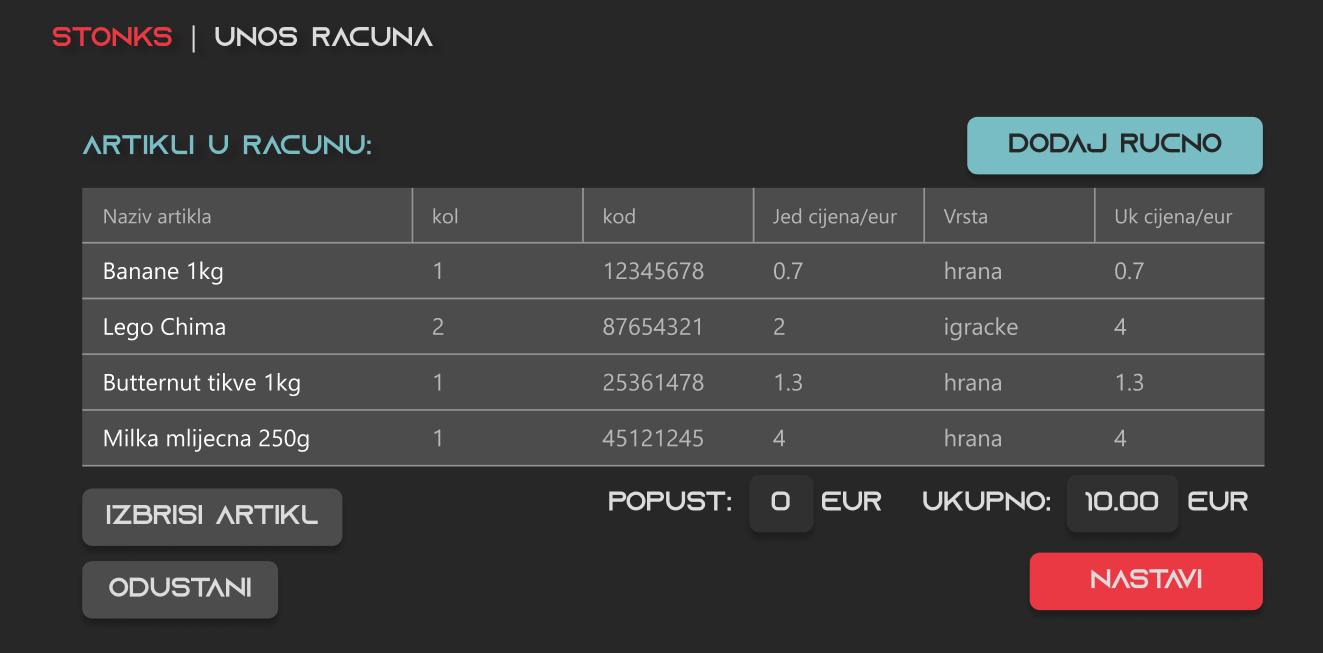 STONKS | UNOS RACUNA
ARTIKLI U RACUNU:
DODAJ RUCNO
Naziv artikla kol kod Jed cijena/eur Vrsta Uk cijena/eur
Banane 1kg 1 12345678 0.7 hrana 0.7
Lego Chima 2 87654321 2 igracke 4
Butternut tikve 1kg 1 25361478 1.3 hrana 1.3
Milka mlijecna 250g 1 45121245 4 hrana 4
IZBRISI ARTIKL
POPUST: 0 EUR UKUPNO: 10.00 EUR
ODUSTANI
NASTAVI